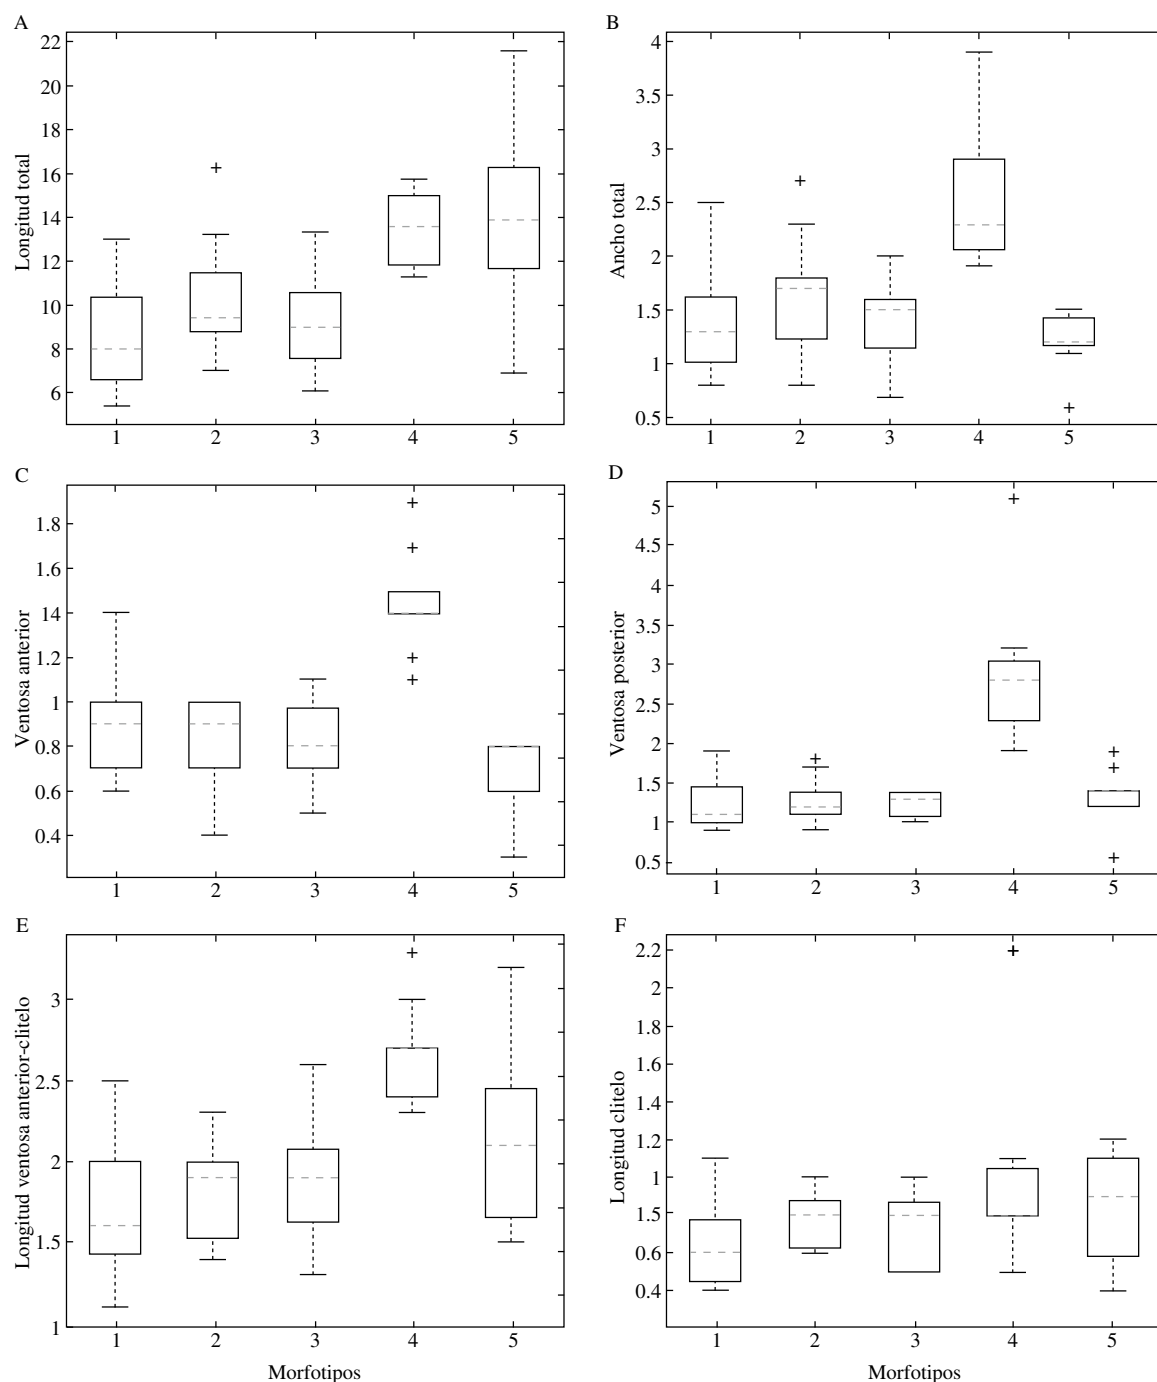 A
22
20
18
16
14
12
10
8
6
Longitud total
1 2 3 4 5
B
4
3.5
3
2.5
2
1.5
1
0.5
Ancho total
1 2 3 4 5
C
1.8
1.6
14
1.2
1
0.8
0.6
0.4
Ventosa anterior
1 2 3 4 5
D
5
4.5
4
3.5
3
2.5
2
1.5
1
0.5
Ventosa posterior
1 2 3 4 5
E
3
2.5
2
1.5
1
Longitud ventosa anterior-clitelo
1 2 3 4 5
Morfotipos
F
2.2
2
1.8
1.6
1.4
1.2
1
1.5
0.6
0.4
Longitud clitelo
1 2 3 4 5
Morfotipos